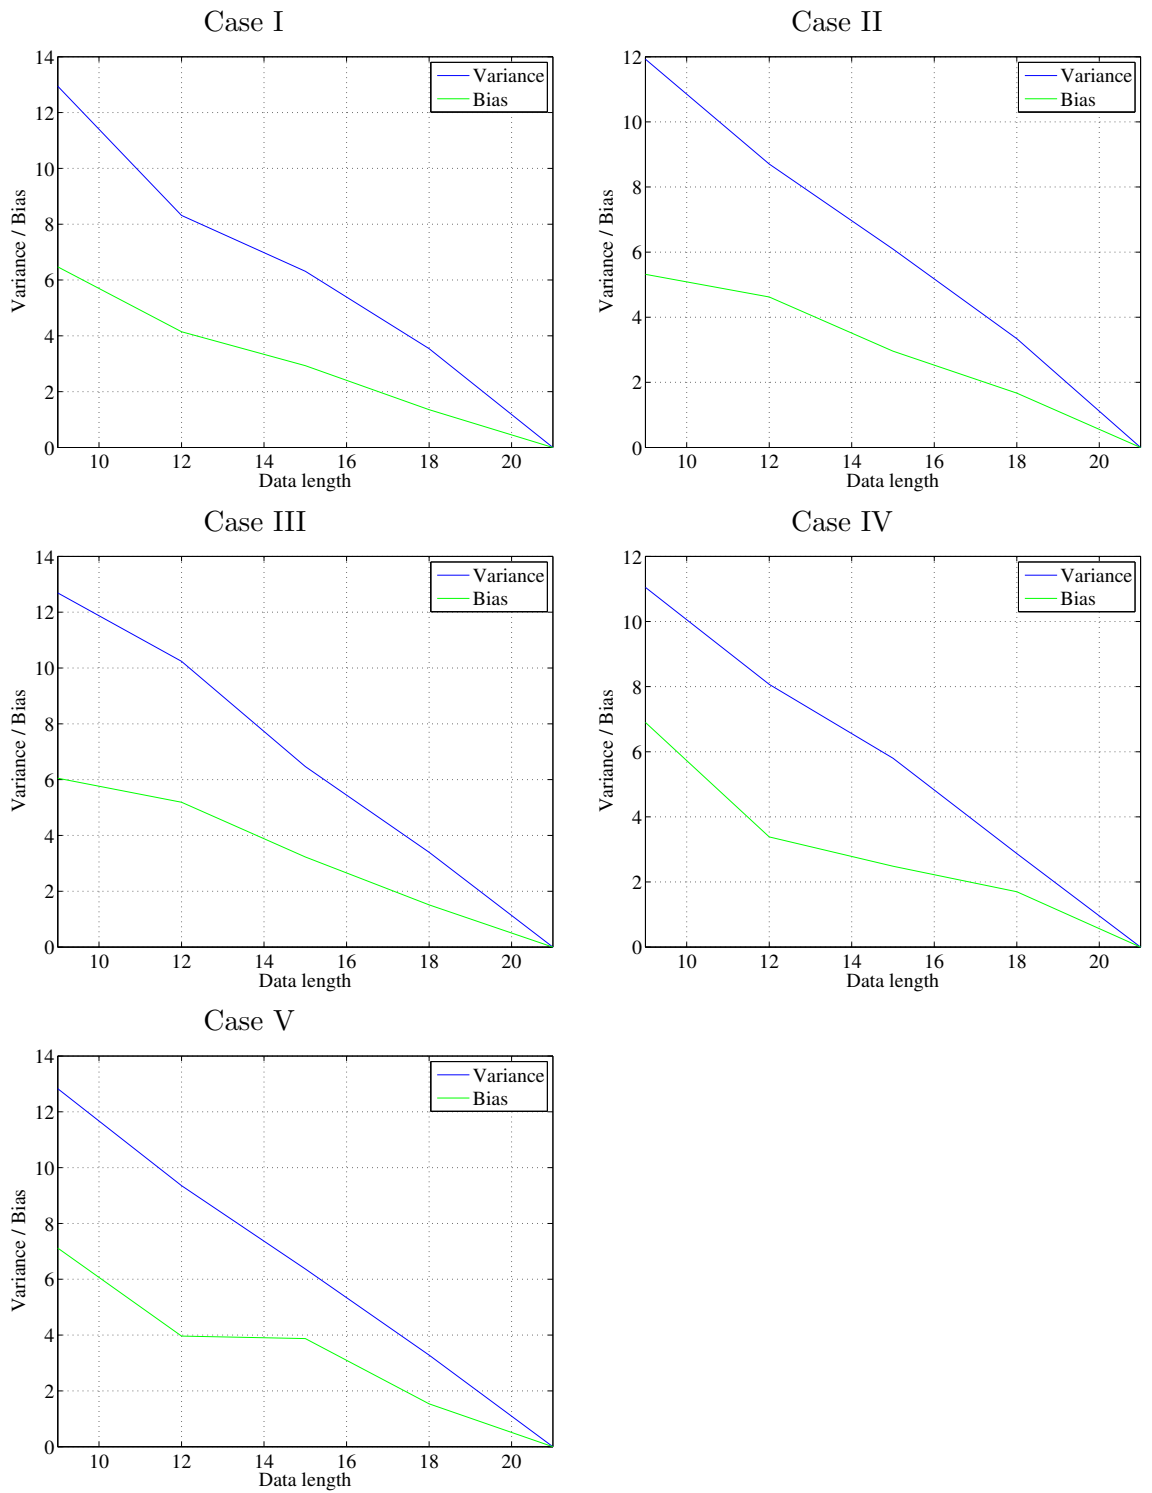 Case I
14
12
10
8
6
4
2
0
Variance / Bias
Variance
Bias
10 12 14 16 18 20
Data length
Case II
12
10
8
6
4
2
0
Variance / Bias
Variance
Bias
10 12 14 16 18 20
Data length
Case III
14
12
10
8
6
4
2
0
Variance / Bias
Variance
Bias
10 12 14 16 18 20
Data length
Case IV
12
10
8
6
4
2
0
Variance / Bias
Variance
Bias
10 12 14 16 18 20
Data length
Case V
14
12
10
8
6
4
2
0
Variance / Bias
Variance
Bias
10 12 14 16 18 20
Data length